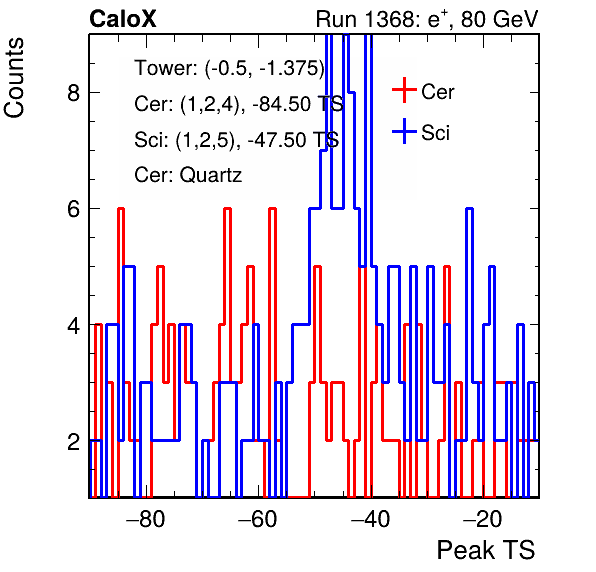 CaloX Run 1368: e⁺, 80 GeV
Counts
Tower: (-0.5, -1.375)
Cer: (1,2,4), -84.50 TS
Sci: (1,2,5), -47.50 TS
Cer: Quartz
Cer
Sci
8
6
4
2
−80 −60 −40 −20
Peak TS